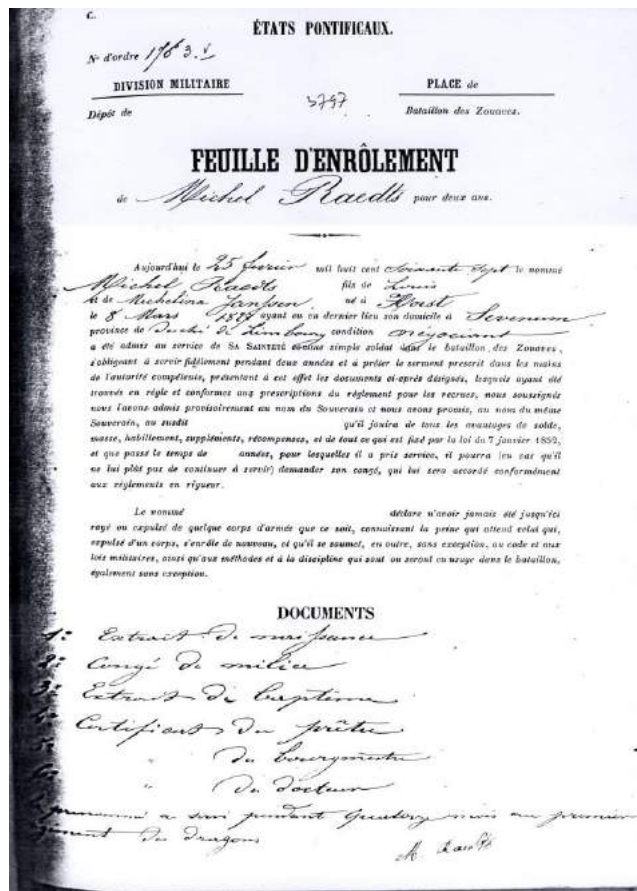 C.
ÉTATS PONTIFICAUX.
N° d'ordre 1763.
DIVISION MILITAIRE
PLACE de
3797
Dépôt de
Bataillon des Zouaves.
FEUILLE D'ENRÔLEMENT
de Michel Raedts pour deux ans.
Aujourd'hui le 25 fevrier mil huit cent Soixante Sept le nommé
Michel Raedts fils de Louis
et de Michelina Janssen né à Horst
le 8 Mars ayant eu en dernier lieu son domicile à Sevenum
province de Duché de Limbourg condition négociant
a été admis au service de SA SAINTETÉ comme simple soldat dans le bataillon des Zouaves,
s'obligeant à servir fidèlement pendant deux années et à prêter le serment prescrit dans les mains
de l'autorité compétente, présentant à cet effet les documents ci-après désignés, lesquels ayant été
trouvés en règle et conformes aux prescriptions du règlement pour les recrues, nous soussignés
nous l'avons admis provisoirement au nom du Souverain et nous avons promis, au nom du même
Souverain, au susdit qu'il jouira de tous les avantages de solde,
masse, habillement, suppléments, récompenses, et de tout ce qui est fixé par la loi du 7 janvier 1852,
et que passé le temps de années, pour lesquelles il a pris service, il pourra (en cas qu'il
ne lui plût pas de continuer à servir) demander son congé, qui lui sera accordé conformément
aux règlements en vigueur.
Le nommé déclare n'avoir jamais été jusqu'ici
rayé ou expulsé de quelque corps d'armée que ce soit, connaissant la peine qui attend celui qui,
expulsé d'un corps, s'enrôle de nouveau, et qu'il se soumet, en outre, sans exception, au code et aux
lois militaires, ainsi qu'aux méthodes et à la discipline qui sont ou seront en usage dans le bataillon,
également sans exception.
DOCUMENTS
1° Extrait de naissance
2° Congé de milice
3° Extrait de baptême
Certificat du prêtre
" du bourgmestre
" du docteur
a servi pendant quatorze mois au premier
des dragons
M. Raedts